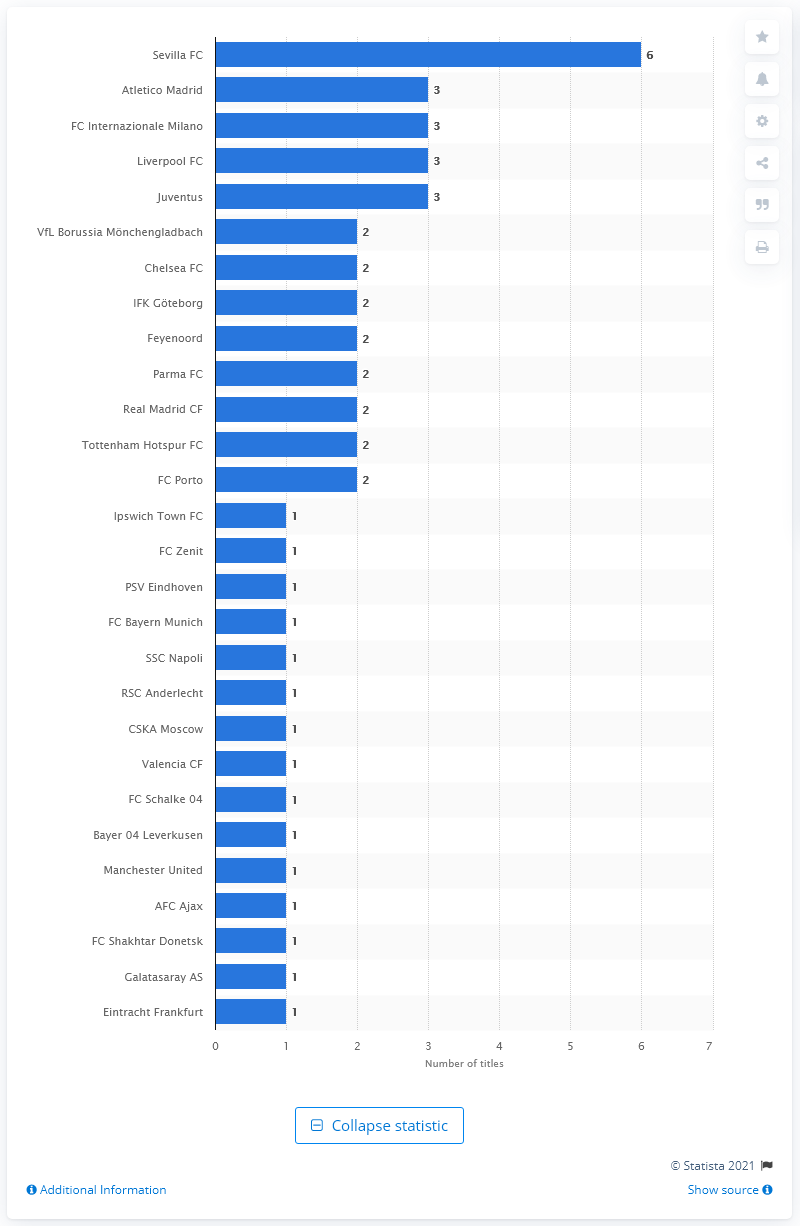 Sevilla FC 6
Atletico Madrid 3
FC Internazionale Milano 3
Liverpool FC 3
Juventus 3
VfL Borussia Mönchengladbach 2
Chelsea FC 2
IFK Göteborg 2
Feyenoord 2
Parma FC 2
Real Madrid CF 2
Tottenham Hotspur FC 2
FC Porto 2
Ipswich Town FC 1
FC Zenit 1
PSV Eindhoven 1
FC Bayern Munich 1
SSC Napoli 1
RSC Anderlecht 1
CSKA Moscow 1
Valencia CF 1
FC Schalke 04 1
Bayer 04 Leverkusen 1
Manchester United 1
AFC Ajax 1
FC Shakhtar Donetsk 1
Galatasaray AS 1
Eintracht Frankfurt 1
0 1 2 3 4 5 6 7
Number of titles
Collapse statistic
© Statista 2021
Additional Information Show source